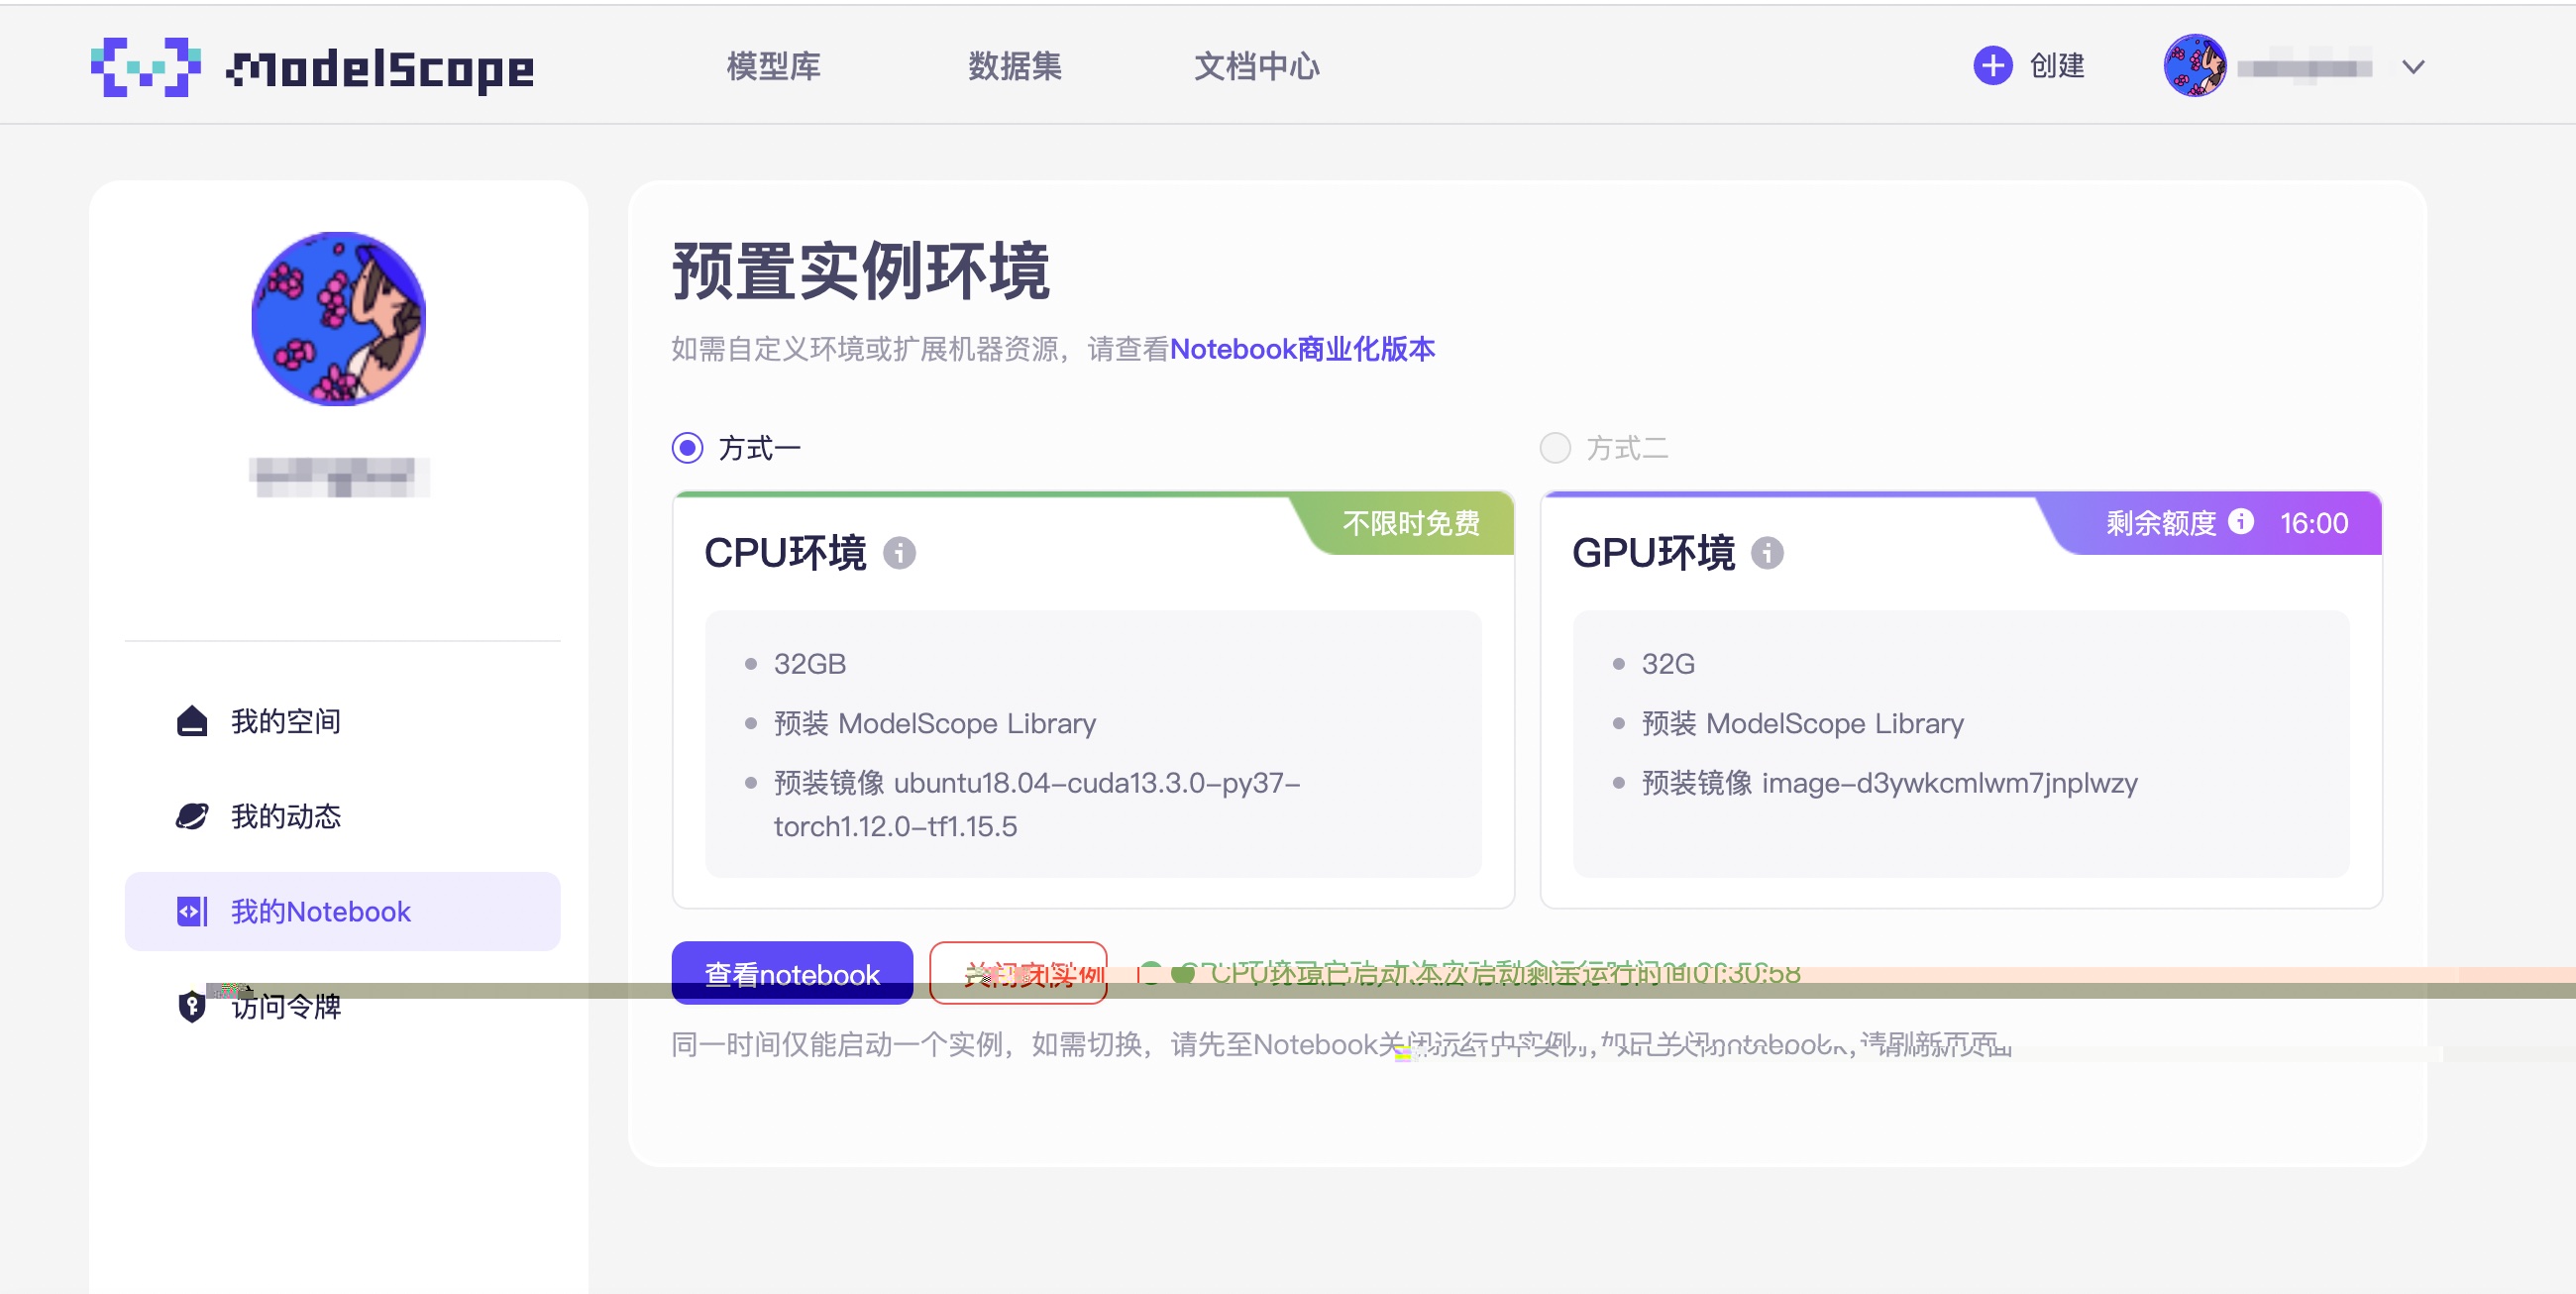 ModelScope
模型库
数据集
文档中心
创建
预置实例环境
如需自定义环境或扩展机器资源，请查看Notebook商业化版本
方式一
方式二
不限时免费
CPU环境
32GB
预装 ModelScope Library
预装镜像 ubuntu18.04-cuda13.3.0-py37-
torch1.12.0-tf1.15.5
剩余额度 16:00
GPU环境
32G
预装 ModelScope Library
预装镜像 image-d3ywkcmlwm7jnplwzy
我的空间
我的动态
我的Notebook
访问令牌
查看notebook
关闭实例
CPU环境已启动,本次启动剩余运行时间
同一时间仅能启动一个实例，如需切换，请先至Notebook关闭运行中实例，如已关闭notebook，请刷新页面